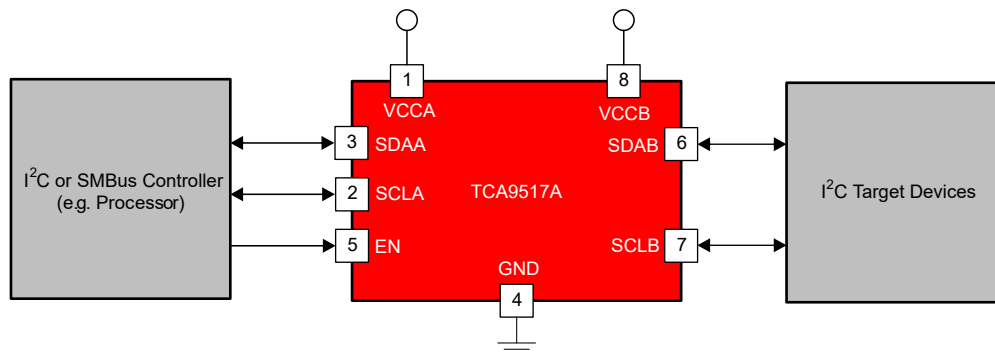 1
8
VCCA
VCCB
3
SDAA
SDAB
6
I²C or SMBus Controller
(e.g. Processor)
2
SCLA
TCA9517A
I²C Target Devices
5
EN
SCLB
7
GND
4